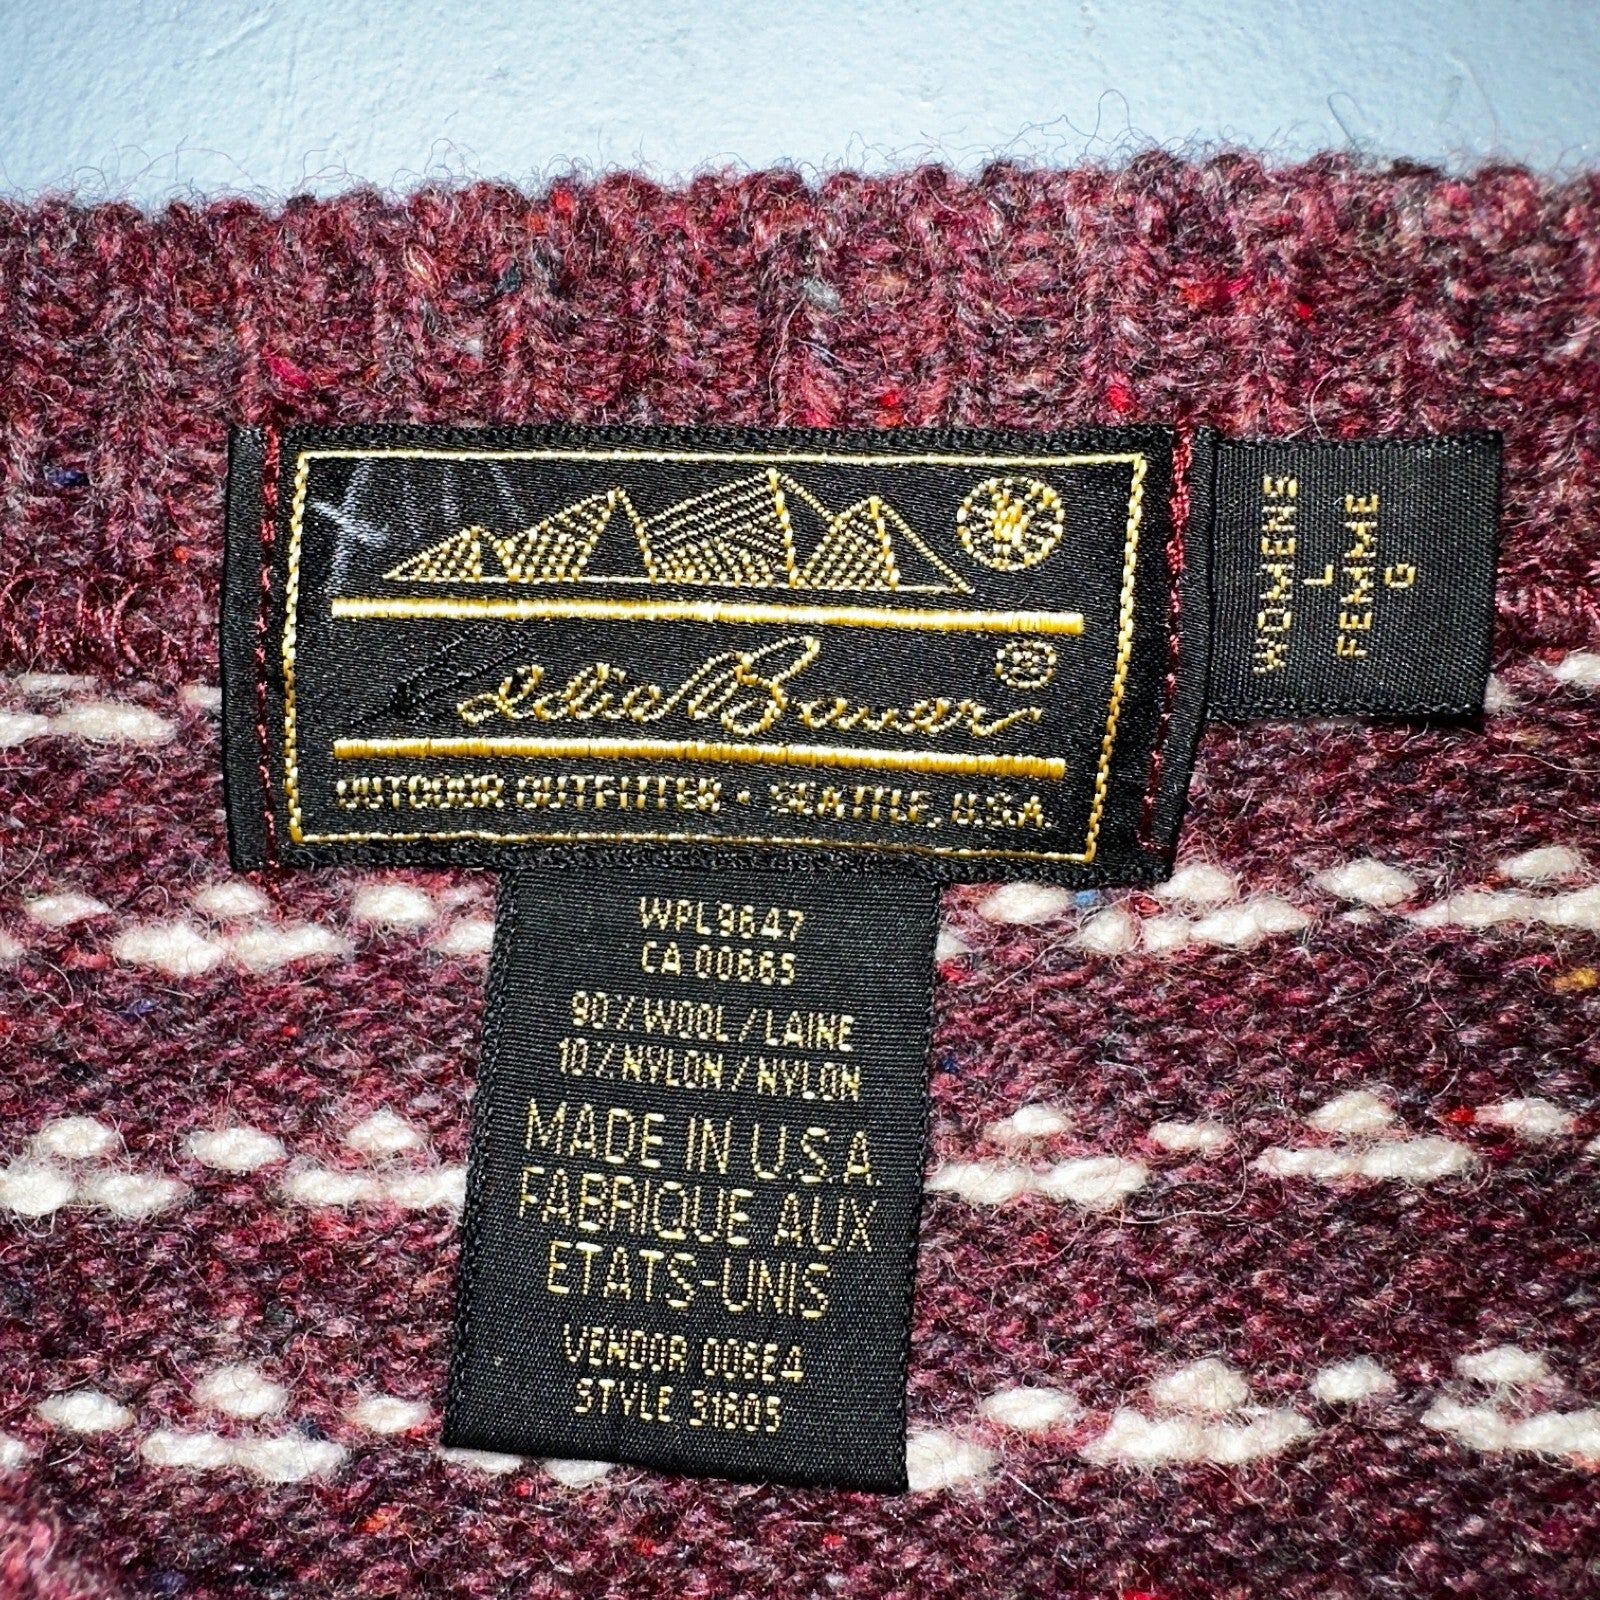 Eddie Bauer®
OUTDOOR OUTFITTER · SEATTLE, U.S.A.
WOMENS
L
FEMME
G
WPL9647
CA 00665
90% WOOL/LAINE
10% NYLON/NYLON
MADE IN U.S.A.
FABRIQUE AUX
ETATS-UNIS
VENDOR
STYLE 31605